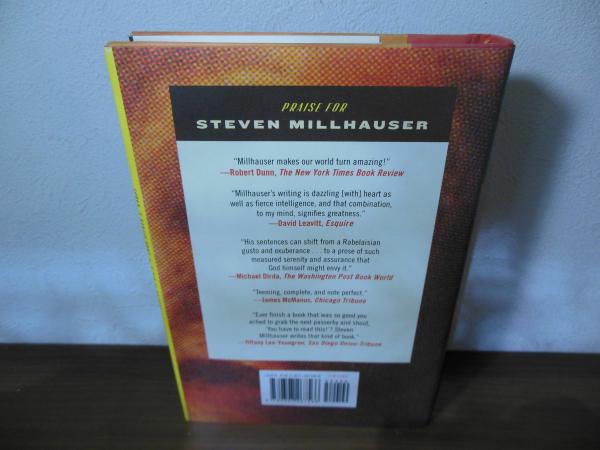 PRAISE FOR
STEVEN MILLHAUSER
“Millhauser makes our world turn amazing!”
—Robert Dunn, The New York Times Book Review
“Millhauser's writing is dazzling [with] heart as
well as fierce intelligence, and that combination,
to my mind, signifies greatness.”
—David Leavitt, Esquire
“His sentences can shift from a Rabelaisian
gusto and exuberance . . . to a prose of such
measured serenity and assurance that
God himself might envy it.”
—Michael Dirda, The Washington Post Book World
“Teeming, complete, and note perfect.”
—James McManus, Chicago Tribune
“Ever finish a book that was so good you
ached to grab the next passerby and shout,
‘You have to read this!’? Steven
Millhauser writes that kind of book.”
—Tiffany Lee-Youngren, San Diego Union-Tribune